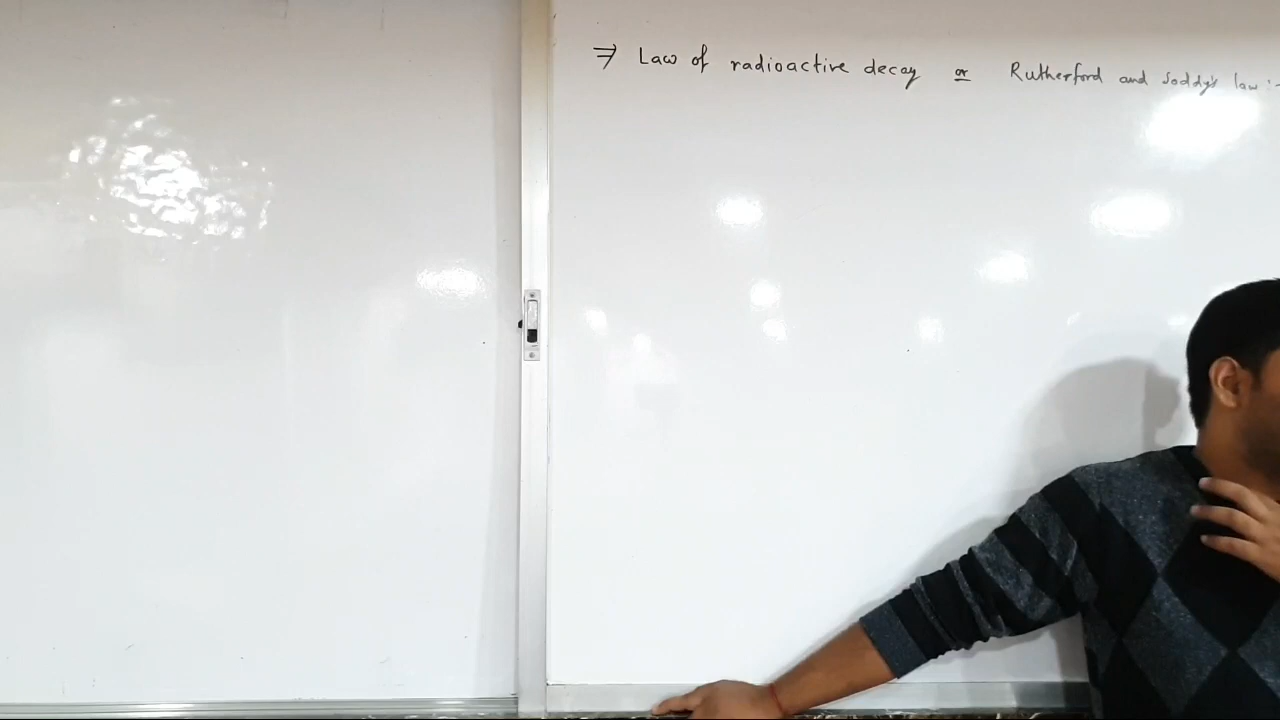 ⇒ Law of radioactive decay or Rutherford and Soddy's law :-